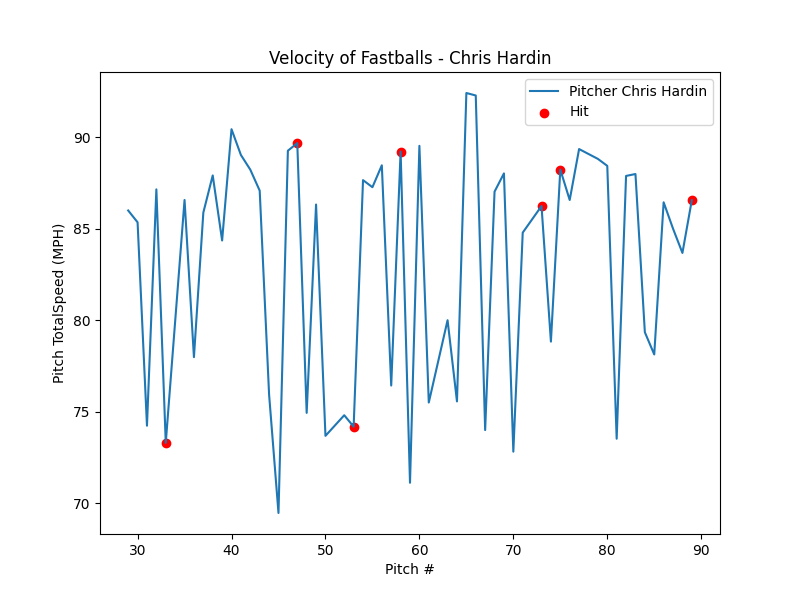 Velocity of Fastballs - Chris Hardin
Pitcher Chris Hardin
Hit
Pitch TotalSpeed (MPH)
90
85
80
75
70
30 40 50 60 70 80 90
Pitch #